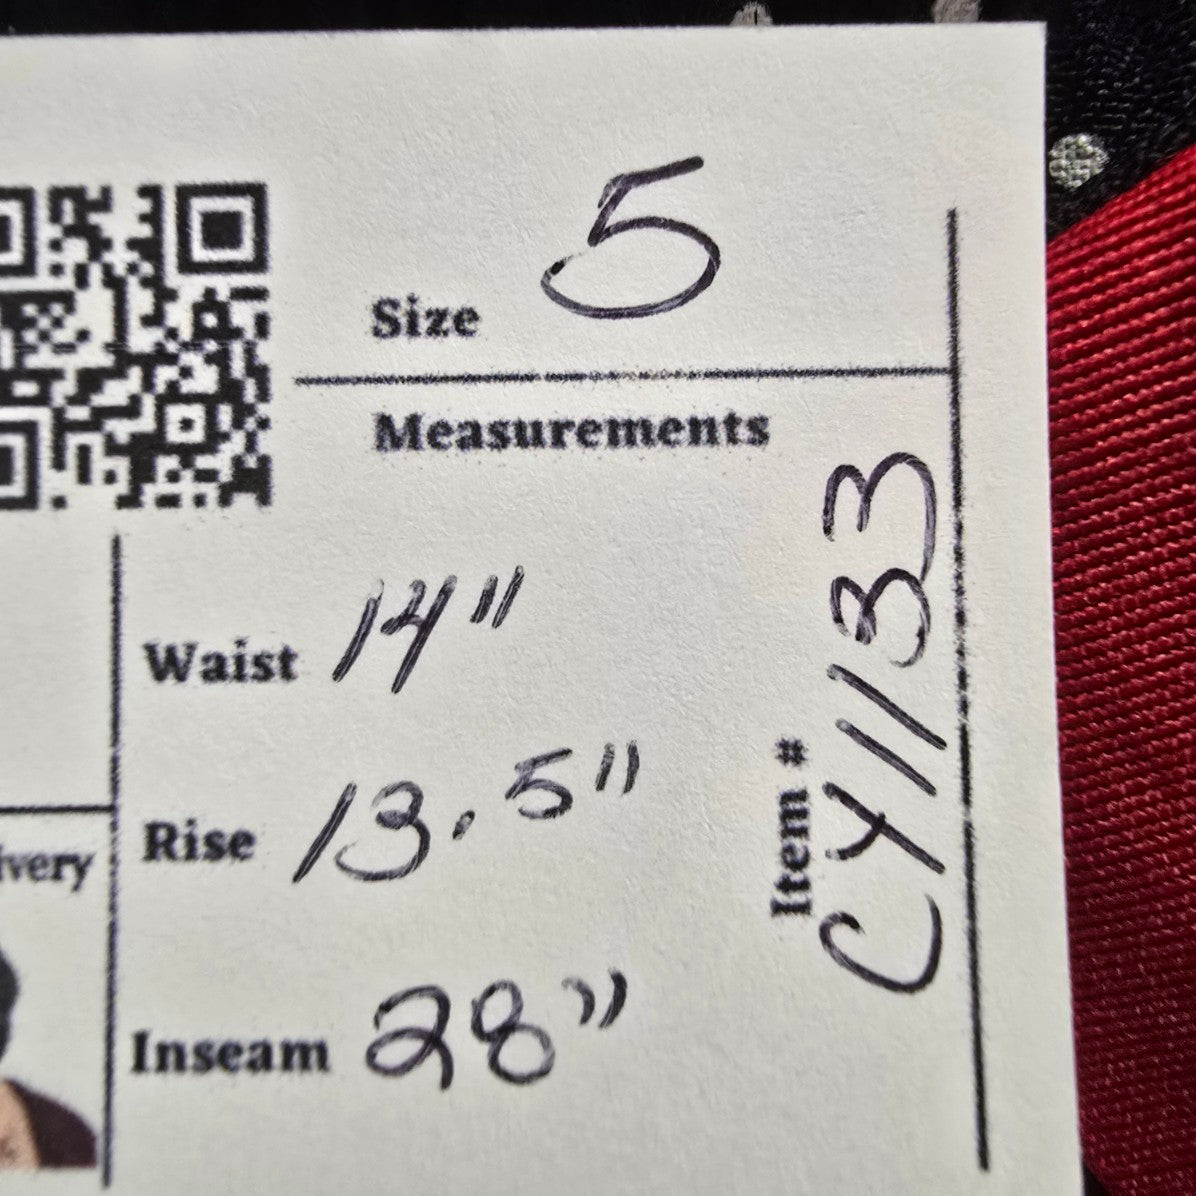 Size 5
Measurements
Waist 14"
Rise 13.5"
Inseam 28"
Item # CY1133
ivery